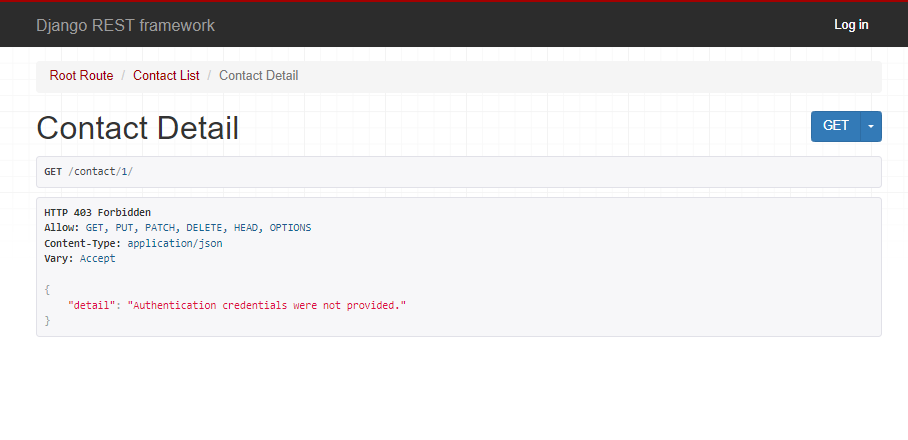 Django REST framework Log in
Root Route / Contact List / Contact Detail
Contact Detail GET
GET /contact/1/
HTTP 403 Forbidden
Allow: GET, PUT, PATCH, DELETE, HEAD, OPTIONS
Content-Type: application/json
Vary: Accept
{
"detail": "Authentication credentials were not provided."
}